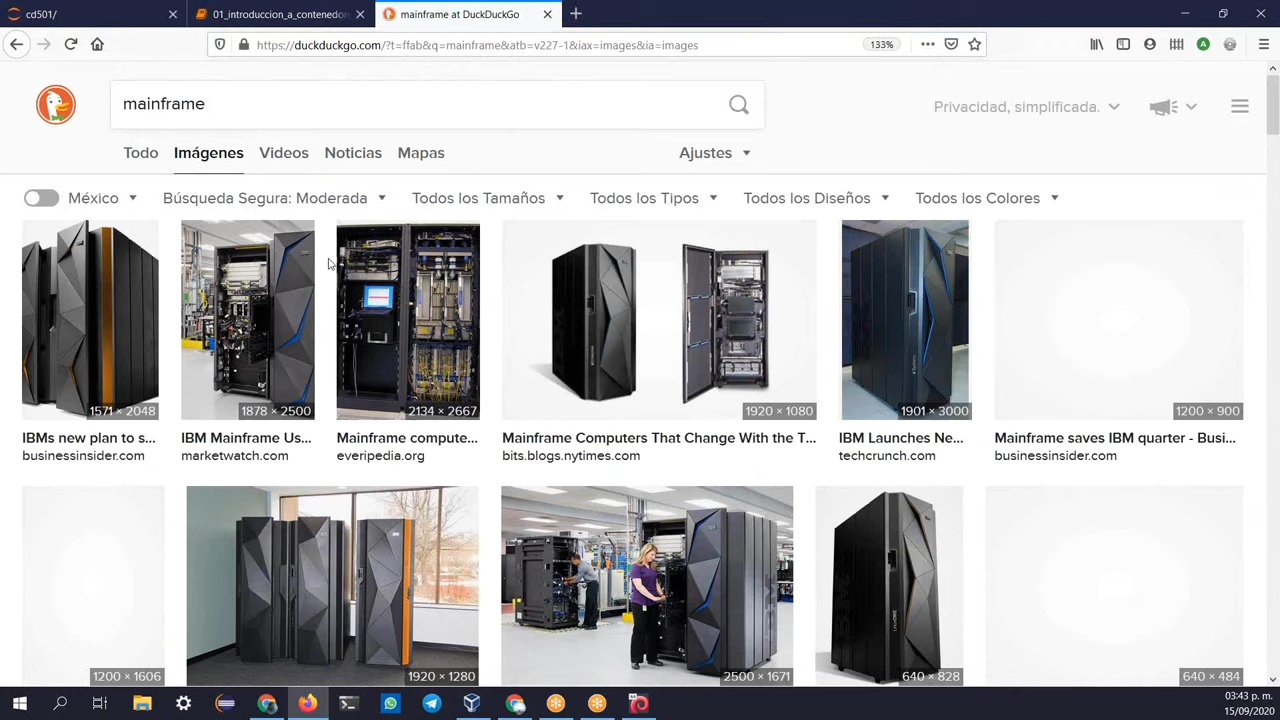 cd501/
01_introduccion_a_contenedor
mainframe at DuckDuckGo
https://duckduckgo.com/?t=ffab&q=mainframe&atb=v227-1&iax=images&ia=images
133%
mainframe
Privacidad, simplificada.
Todo
Imágenes
Videos
Noticias
Mapas
Ajustes
México
Búsqueda Segura: Moderada
Todos los Tamaños
Todos los Tipos
Todos los Diseños
Todos los Colores
1571 × 2048
1878 × 2500
2134 × 2667
1920 × 1080
1901 × 3000
1200 × 900
IBMs new plan to s...
IBM Mainframe Us...
Mainframe compute...
Mainframe Computers That Change With the T...
IBM Launches Ne...
Mainframe saves IBM quarter - Busi...
businessinsider.com
marketwatch.com
everipedia.org
bits.blogs.nytimes.com
techcrunch.com
businessinsider.com
1200 × 1606
1920 × 1280
2500 × 1671
640 × 828
640 × 484
03:43 p. m.
15/09/2020